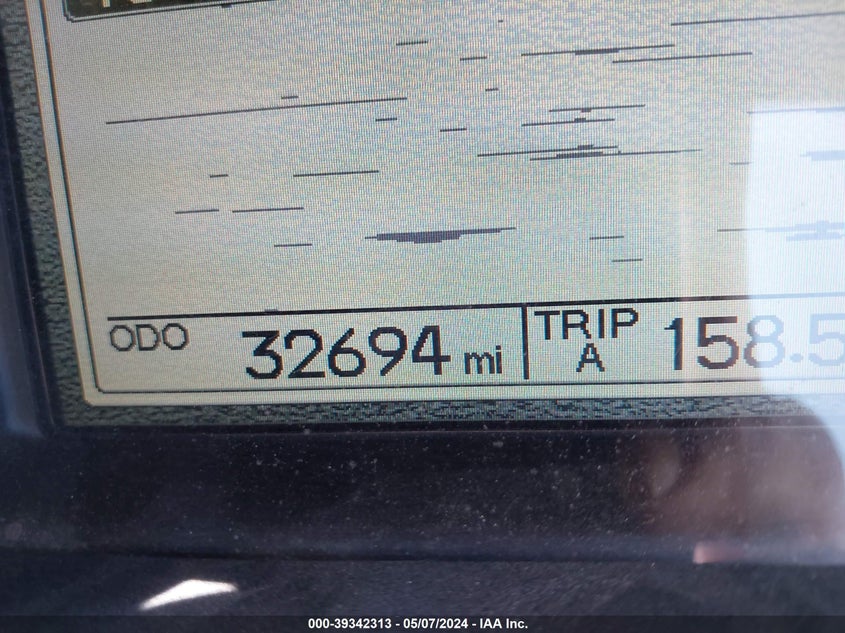 ODO 32694 mi TRIP A 158.5
000-39342313 - 05/07/2024 - IAA Inc.